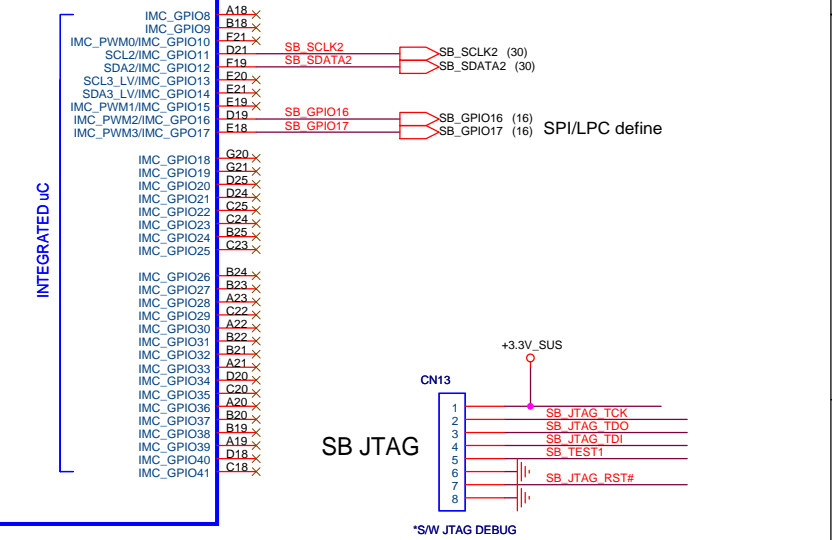 INTEGRATED uC
IMC_GPIO8 A18
IMC_GPIO9 B18
IMC_PWM0/IMC_GPIO10 F21
SCL2/IMC_GPIO11 D21 SB_SCLK2 SB_SCLK2 (30)
SDA2/IMC_GPIO12 F19 SB_SDATA2 SB_SDATA2 (30)
SCL3_LV/IMC_GPIO13 E20
SDA3_LV/IMC_GPIO14 E21
IMC_PWM1/IMC_GPIO15 E19
IMC_PWM2/IMC_GPO16 D19 SB_GPIO16 SB_GPIO16 (16)
IMC_PWM3/IMC_GPO17 E18 SB_GPIO17 SB_GPIO17 (16) SPI/LPC define
IMC_GPIO18 G20
IMC_GPIO19 G21
IMC_GPIO20 D25
IMC_GPIO21 D24
IMC_GPIO22 C25
IMC_GPIO23 C24
IMC_GPIO24 B25
IMC_GPIO25 C23
IMC_GPIO26 B24
IMC_GPIO27 B23
IMC_GPIO28 A23
IMC_GPIO29 C22
IMC_GPIO30 A22
IMC_GPIO31 B22
IMC_GPIO32 B21
IMC_GPIO33 A21
IMC_GPIO34 D20
IMC_GPIO35 C20
IMC_GPIO36 A20
IMC_GPIO37 B20
IMC_GPIO38 B19
IMC_GPIO39 A19
IMC_GPIO40 D18
IMC_GPIO41 C18
+3.3V_SUS
CN13
SB JTAG
1
2 SB_JTAG_TCK
3 SB_JTAG_TDO
4 SB_JTAG_TDI
5 SB_TEST1
6
7 SB_JTAG_RST#
8
*S/W JTAG DEBUG